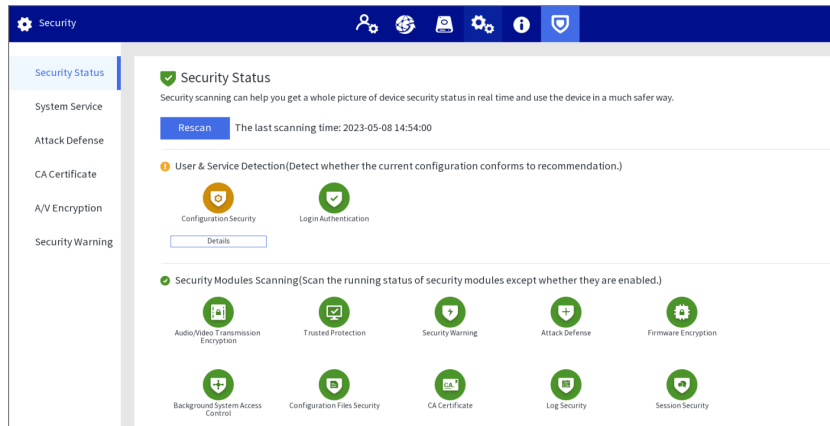 Security
Security Status
System Service
Attack Defense
CA Certificate
A/V Encryption
Security Warning
Security Status
Security scanning can help you get a whole picture of device security status in real time and use the device in a much safer way.
Rescan The last scanning time: 2023-05-08 14:54:00
User & Service Detection(Detect whether the current configuration conforms to recommendation.)
Configuration Security Login Authentication
Details
Security Modules Scanning(Scan the running status of security modules except whether they are enabled.)
Audio/Video Transmission Encryption
Trusted Protection
Security Warning
Attack Defense
Firmware Encryption
Background System Access Control
Configuration Files Security
CA
CA Certificate
Log Security
Session Security